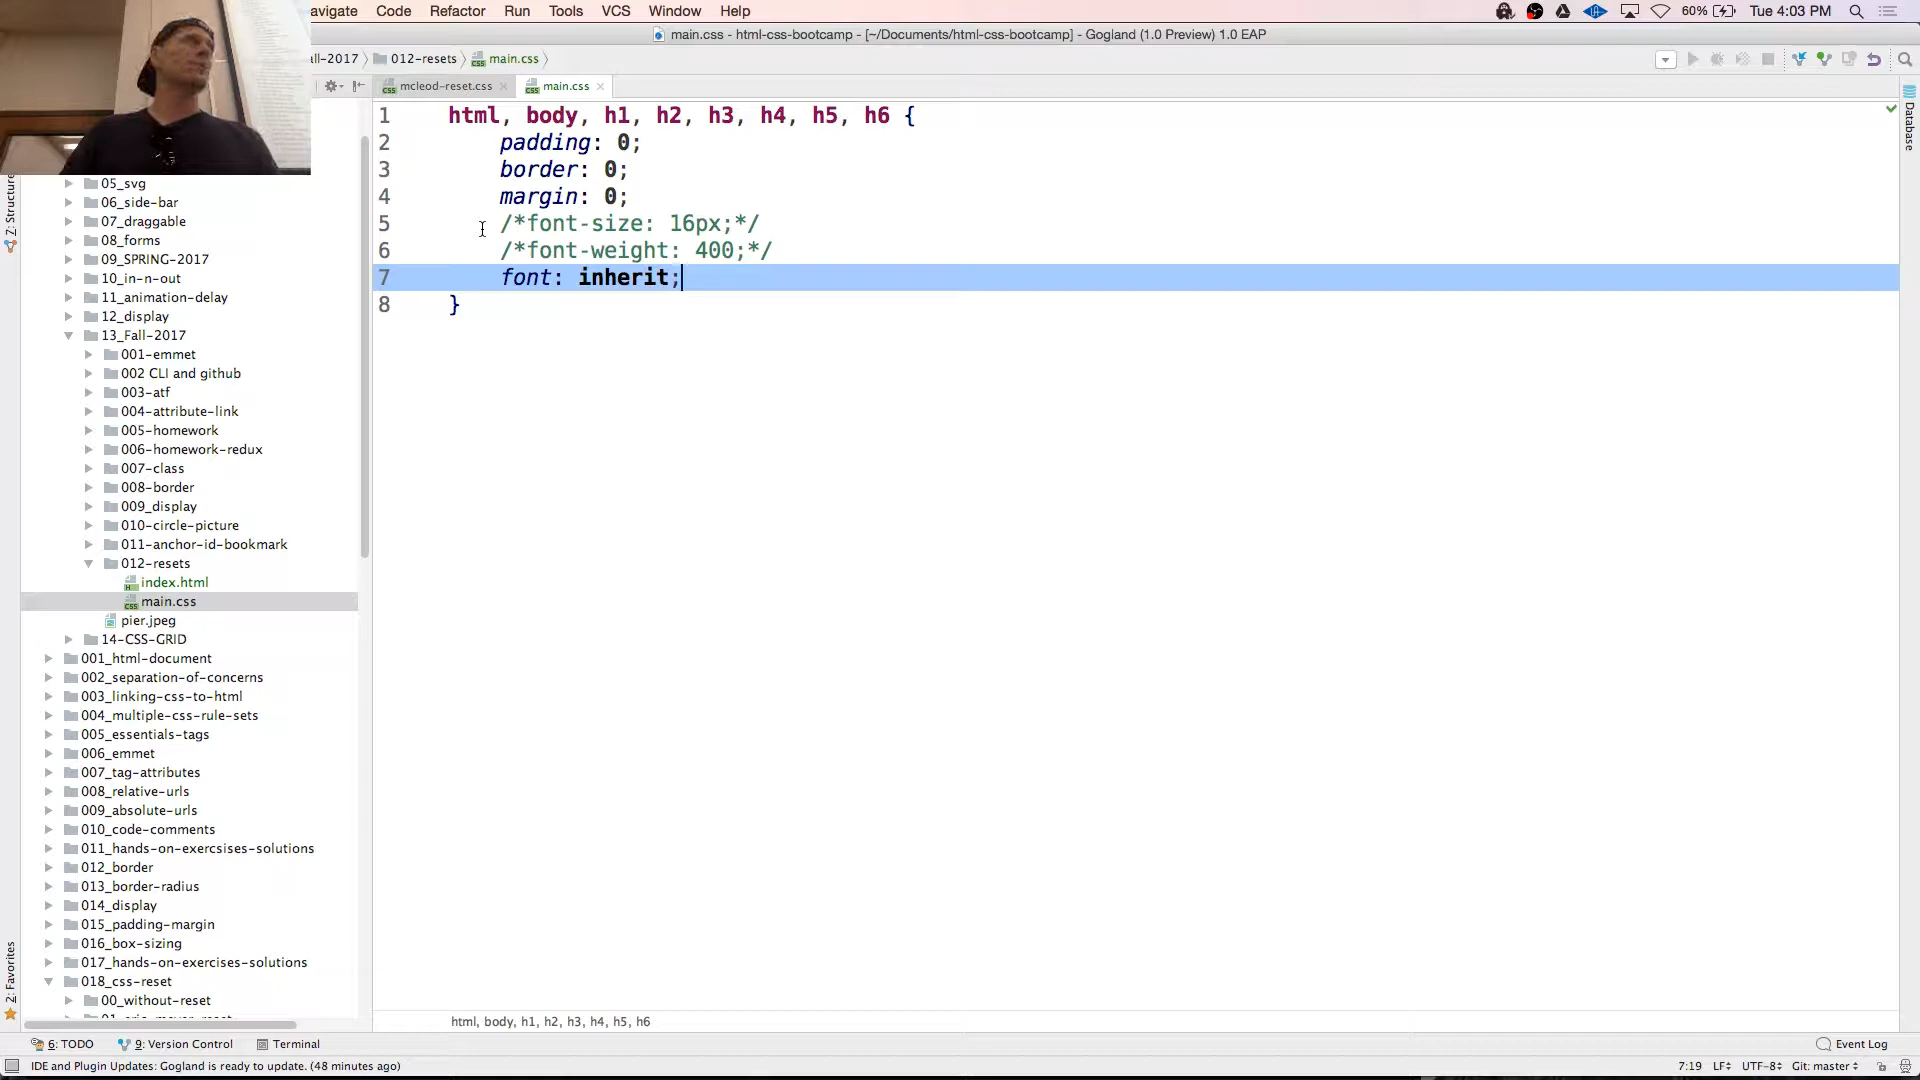 avigate Code Refactor Run Tools VCS Window Help 60% Tue 4:03 PM
main.css - html-css-bootcamp - [~/Documents/html-css-bootcamp] - Gogland (1.0 Preview) 1.0 EAP
all-2017 012-resets main.css
mcleod-reset.css main.css
1 html, body, h1, h2, h3, h4, h5, h6 {
2 padding: 0;
3 border: 0;
4 margin: 0;
5 /*font-size: 16px;*/
6 /*font-weight: 400;*/
7 font: inherit;
8 }
Database
Z: Structure
05_svg
06_side-bar
07_draggable
08_forms
09_SPRING-2017
10_in-n-out
11_animation-delay
12_display
13_Fall-2017
001-emmet
002 CLI and github
003-atf
004-attribute-link
005-homework
006-homework-redux
007-class
008-border
009_display
010-circle-picture
011-anchor-id-bookmark
012-resets
index.html
main.css
pier.jpeg
14-CSS-GRID
001_html-document
002_separation-of-concerns
003_linking-css-to-html
004_multiple-css-rule-sets
005_essentials-tags
006_emmet
007_tag-attributes
008_relative-urls
009_absolute-urls
010_code-comments
011_hands-on-exercsises-solutions
012_border
013_border-radius
014_display
015_padding-margin
016_box-sizing
017_hands-on-exercises-solutions
018_css-reset
00_without-reset
2: Favorites
html, body, h1, h2, h3, h4, h5, h6
6: TODO 9: Version Control Terminal Event Log
IDE and Plugin Updates: Gogland is ready to update. (48 minutes ago) 7:19 LF UTF-8 Git: master